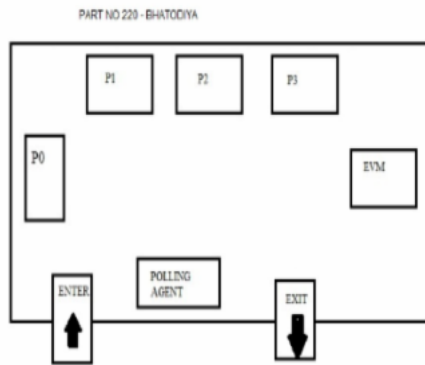 PART NO 220 - BHATODIYA
P1
P2
P3
P0
EVM
POLLING
AGENT
ENTER
EXIT